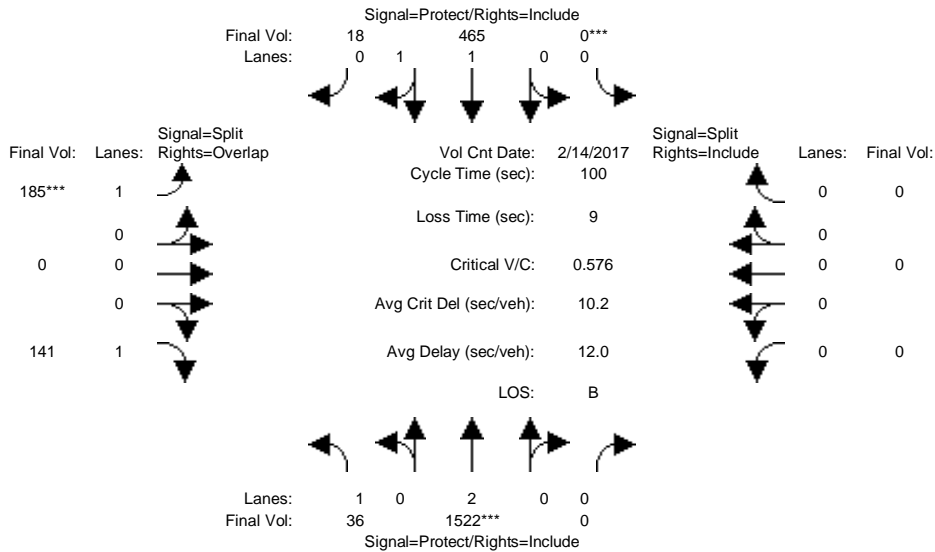 Signal=Protect/Rights=Include
Final Vol: 18 465 0***
Lanes: 0 1 1 0 0
Signal=Split Signal=Split
Final Vol: Lanes: Rights=Overlap Vol Cnt Date: 2/14/2017 Rights=Include Lanes: Final Vol:
Cycle Time (sec): 100
185*** 1 0 0
Loss Time (sec): 9
0 0
0 0 Critical V/C: 0.576 0 0
0 Avg Crit Del (sec/veh): 10.2 0
141 1 Avg Delay (sec/veh): 12.0 0 0
LOS: B
Lanes: 1 0 2 0 0
Final Vol: 36 1522*** 0
Signal=Protect/Rights=Include